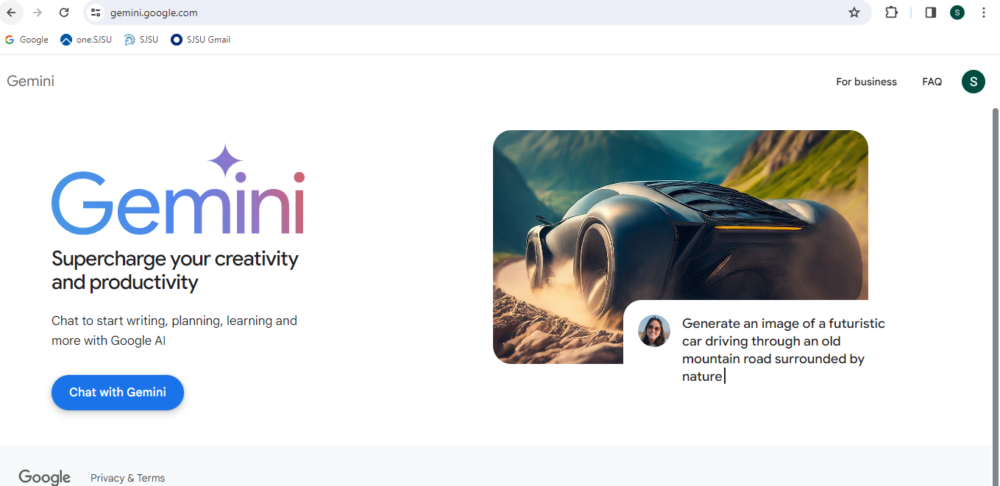 gemini.google.com
S
Google
one.SJSU
SJSU
SJSU Gmail
Gemini
For business
FAQ
S
Gemini
Supercharge your creativity
and productivity
Chat to start writing, planning, learning and
more with Google AI
Chat with Gemini
Generate an image of a futuristic
car driving through an old
mountain road surrounded by
nature
Google
Privacy & Terms